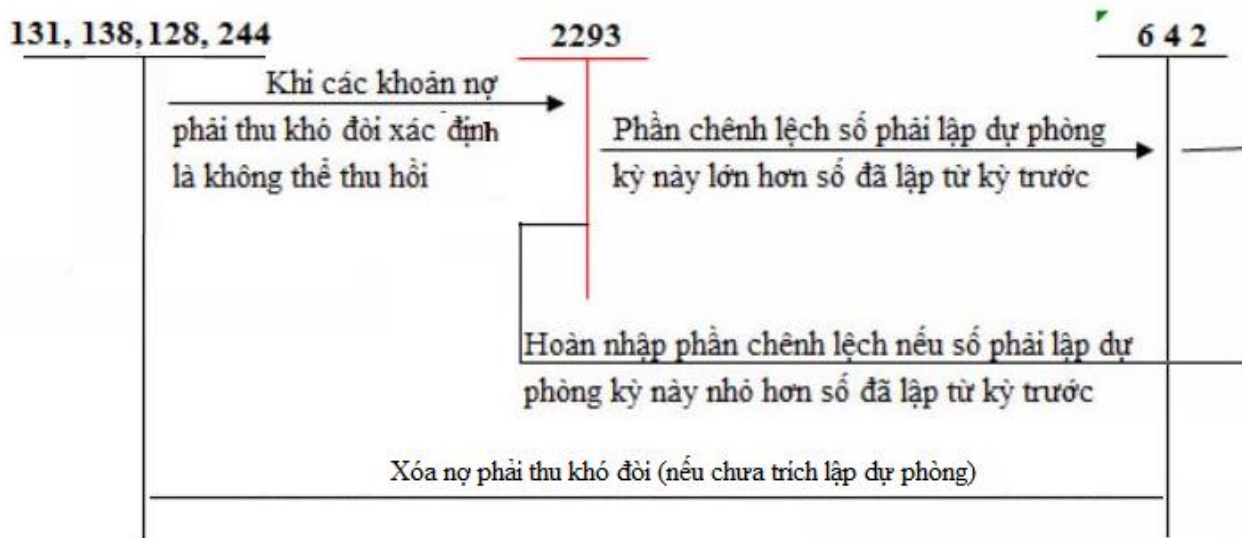 131, 138, 128, 244
2293
6 4 2
Khi các khoản nợ
phải thu khó đòi xác định
là không thể thu hồi
Phần chênh lệch số phải lập dự phòng
kỳ này lớn hơn số đã lập từ kỳ trước
Hoàn nhập phần chênh lệch nếu số phải lập dự
phòng kỳ này nhỏ hơn số đã lập từ kỳ trước
Xóa nợ phải thu khó đòi (nếu chưa trích lập dự phòng)